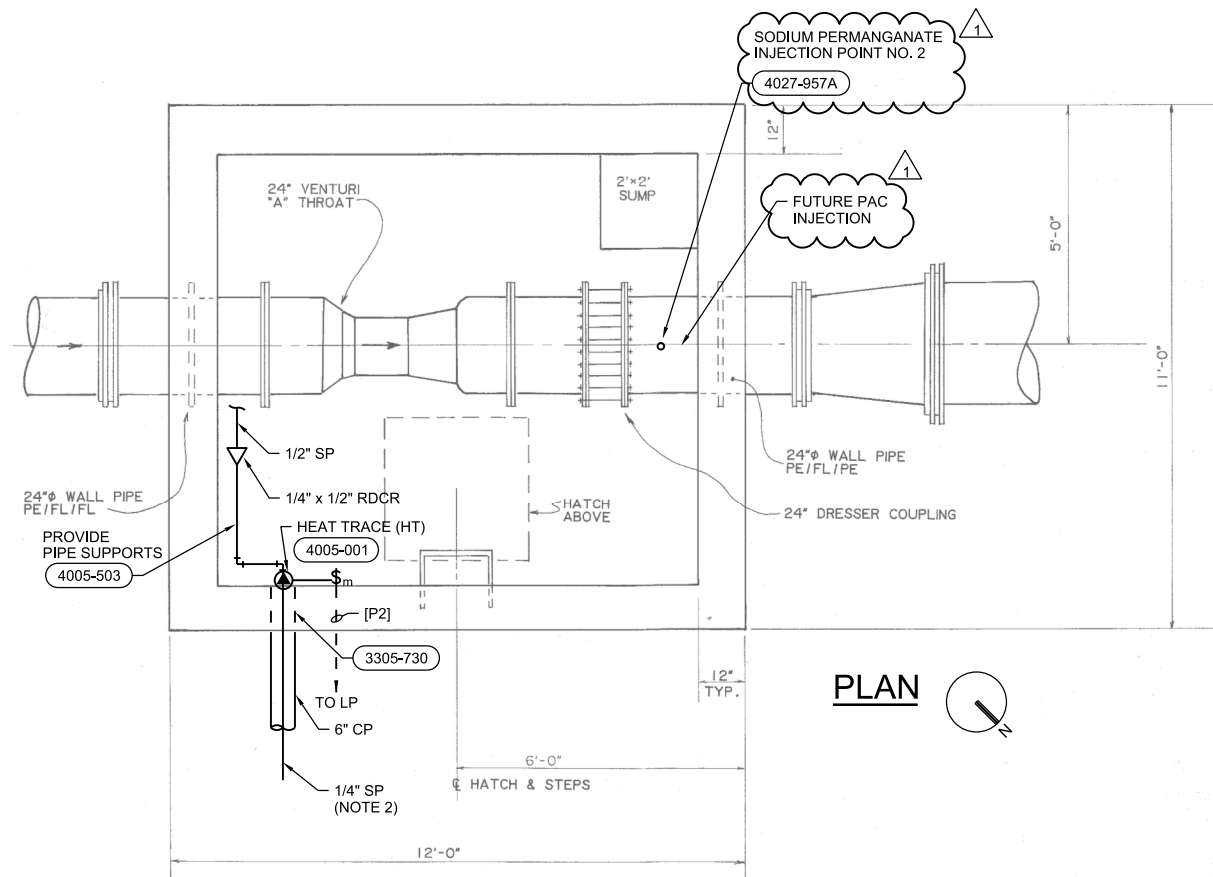 SODIUM PERMANGANATE
INJECTION POINT NO. 2
4027-957A
1
12"
24" VENTURI
"A" THROAT
2'×2'
SUMP
1
FUTURE PAC
INJECTION
5'-0"
11'-0"
1/2" SP
24"ϕ WALL PIPE
PE/FL/PE
1/4" x 1/2" RDCR
24"ϕ WALL PIPE
PE/FL/FL
HATCH
ABOVE
24" DRESSER COUPLING
HEAT TRACE (HT)
4005-001
PROVIDE
PIPE SUPPORTS
4005-503
$m
[P2]
3305-730
12"
TYP.
TO LP
6" CP
PLAN
N
6'-0"
℄ HATCH & STEPS
1/4" SP
(NOTE 2)
12'-0"